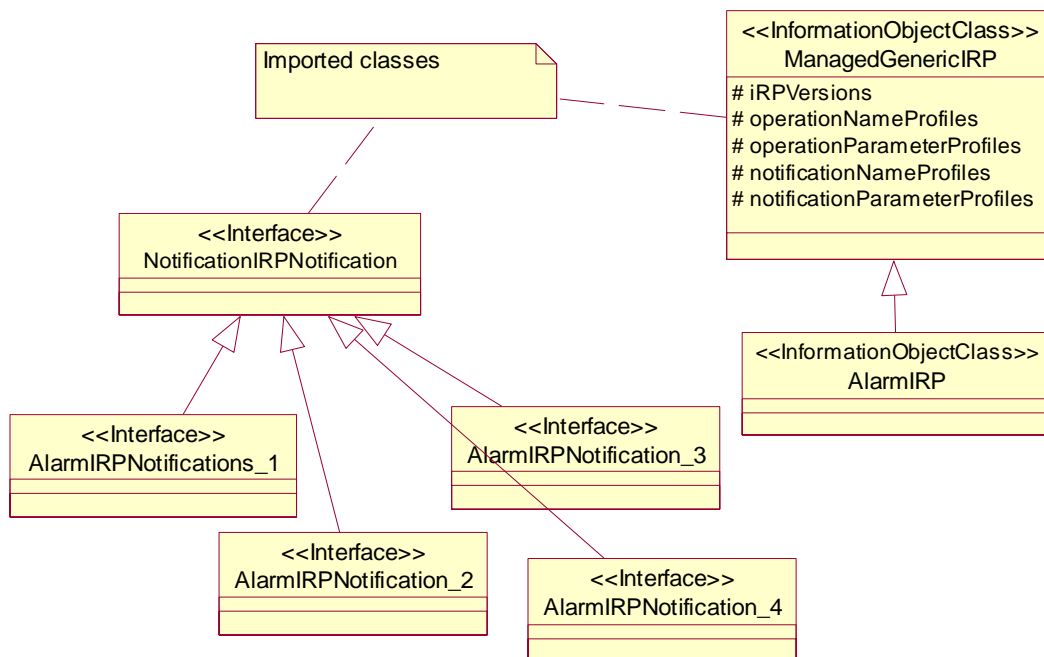 <<InformationObjectClass>>
ManagedGenericIRP
# iRPVersions
# operationNameProfiles
# operationParameterProfiles
# notificationNameProfiles
# notificationParameterProfiles
Imported classes
<<Interface>>
NotificationIRPNotification
<<InformationObjectClass>>
AlarmIRP
<<Interface>>
AlarmIRPNotifications_1
<<Interface>>
AlarmIRPNotification_3
<<Interface>>
AlarmIRPNotification_2
<<Interface>>
AlarmIRPNotification_4